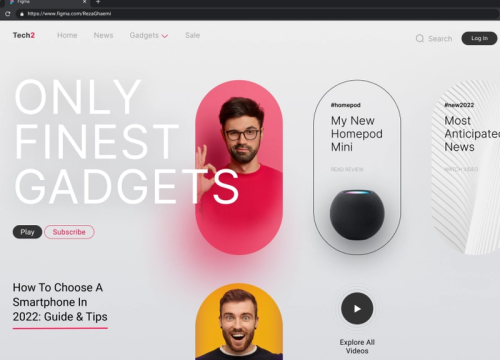 Figma
https://www.figma.com/RezaGhaemi
Tech2
Home
News
Gadgets
Sale
Search
Log In
ONLY
FINEST
GADGETS
Play
Subscribe
#homepod
My New
Homepod
Mini
READ REVIEW
#new2022
Most
Anticipated
News
WATCH VIDEO
How To Choose A
Smartphone In
2022: Guide & Tips
Explore All
Videos